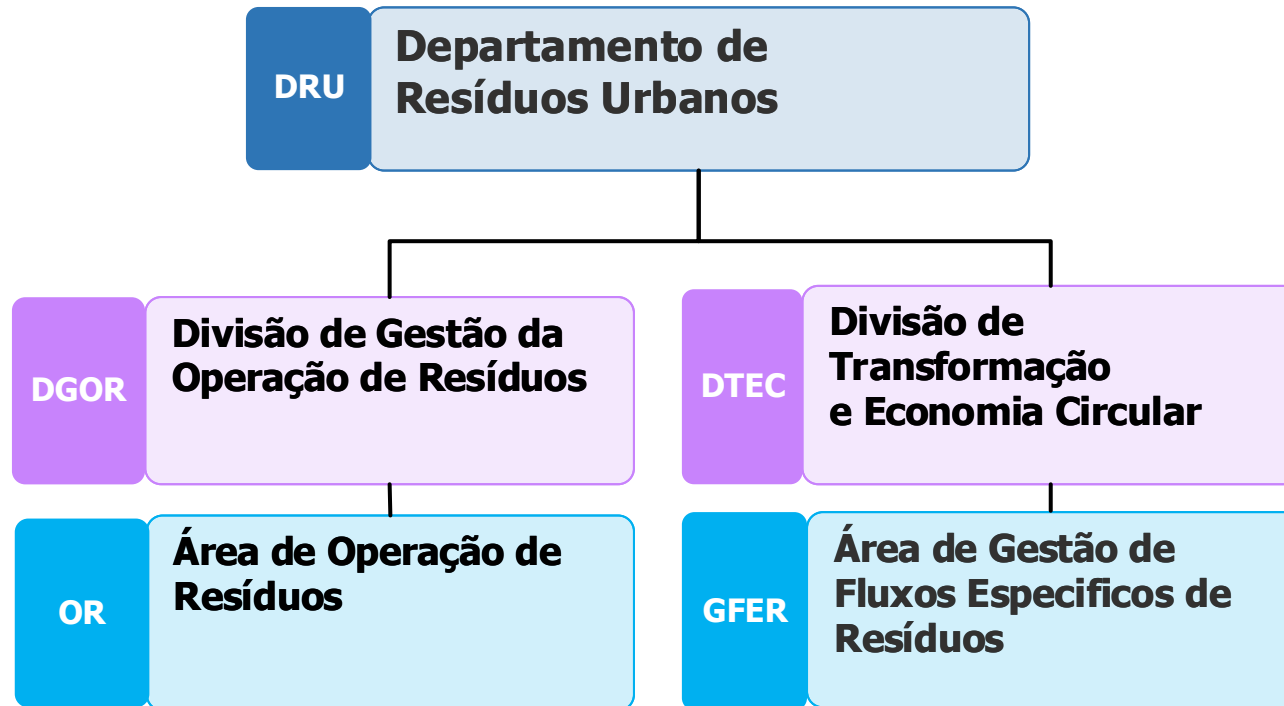 DRU
Departamento de
Resíduos Urbanos
DGOR
Divisão de Gestão da
Operação de Resíduos
DTEC
Divisão de
Transformação
e Economia Circular
OR
Área de Operação de
Resíduos
GFER
Área de Gestão de
Fluxos Especificos de
Resíduos